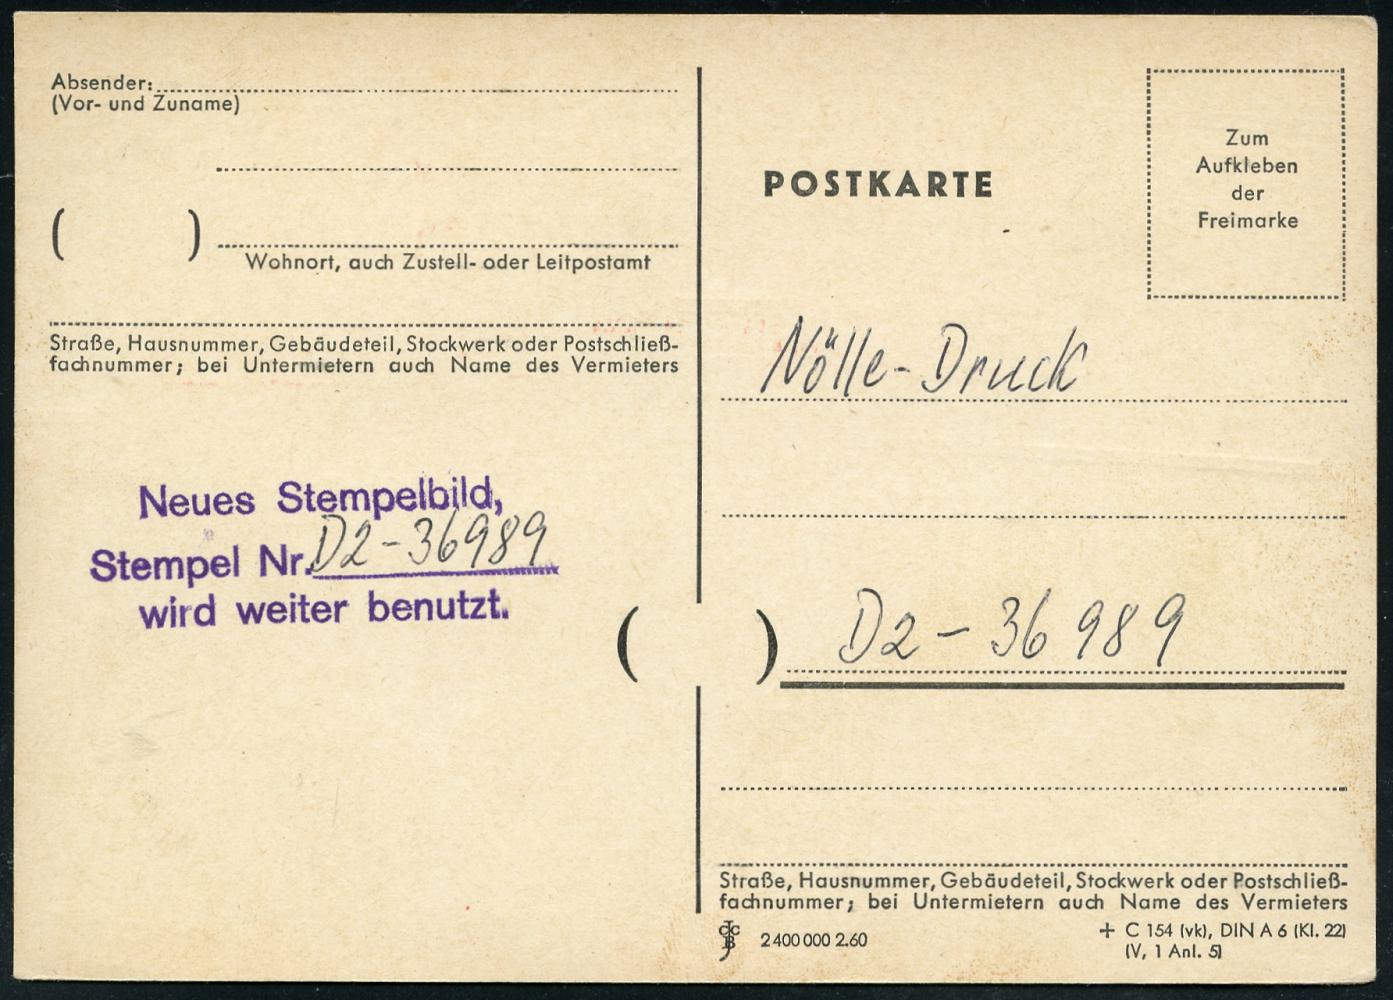 Absender:
(Vor- und Zuname)
( )
Wohnort, auch Zustell- oder Leitpostamt
Straße, Hausnummer, Gebäudeteil, Stockwerk oder Postschließ-
fachnummer; bei Untermietern auch Name des Vermieters
Neues Stempelbild,
Stempel Nr. D2-36989
wird weiter benutzt.
POSTKARTE
Zum
Aufkleben
der
Freimarke
Nölle-Druck
( ) D2-36989
Straße, Hausnummer, Gebäudeteil, Stockwerk oder Postschließ-
fachnummer; bei Untermietern auch Name des Vermieters
2400000 2.60
+ C 154 (vk), DIN A 6 (Kl. 22)
(V, 1 Anl. 5)